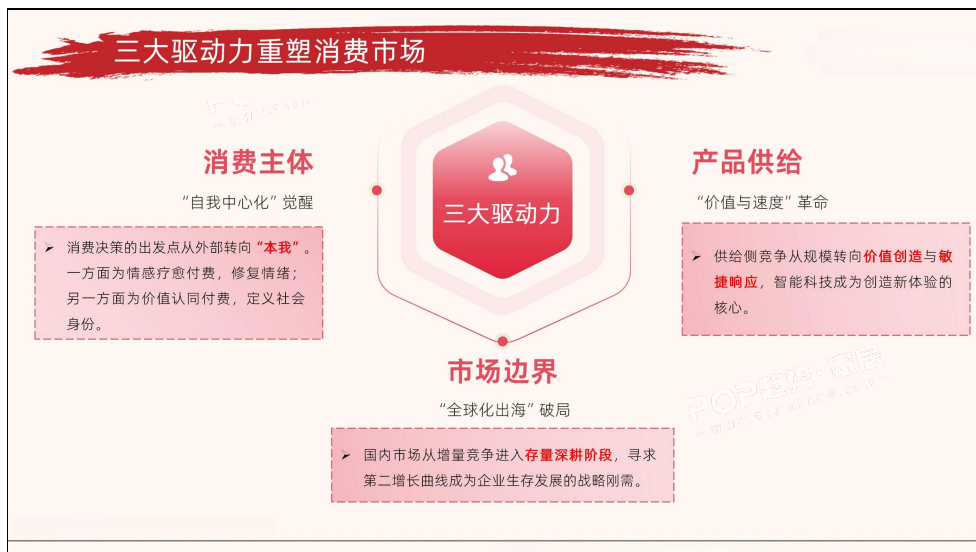 三大驱动力重塑消费市场
消费主体
“自我中心化”觉醒
➢ 消费决策的出发点从外部转向“本我”。
一方面为情感疗愈付费，修复情绪；
另一方面为价值认同付费，定义社会
身份。
三大驱动力
产品供给
“价值与速度”革命
➢ 供给侧竞争从规模转向价值创造与敏
捷响应，智能科技成为创造新体验的
核心。
市场边界
“全球化出海”破局
➢ 国内市场从增量竞争进入存量深耕阶段，寻求
第二增长曲线成为企业生存发展的战略刚需。